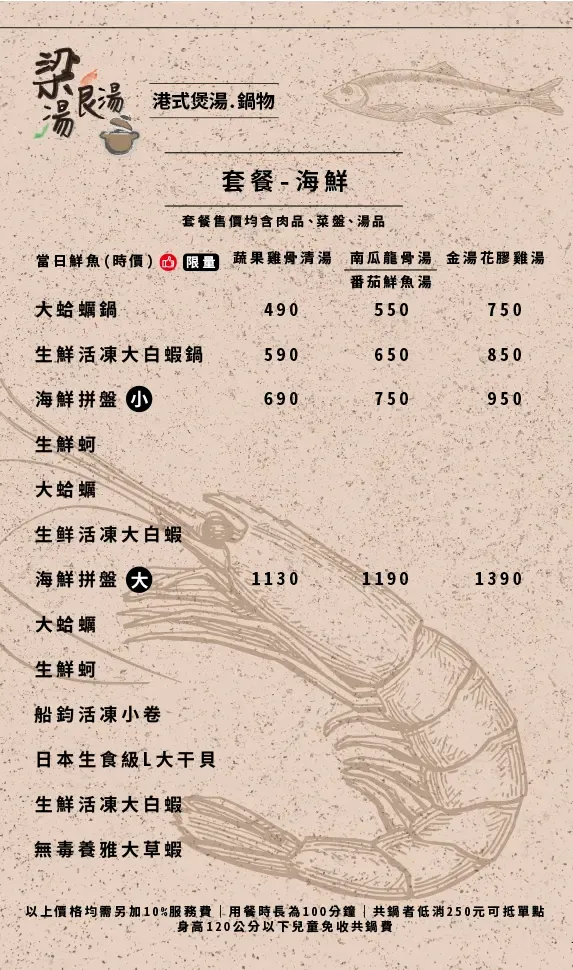 梁良湯湯
港式煲湯.鍋物
套餐-海鮮
套餐售價均含肉品、菜盤、湯品
當日鮮魚(時價) 限量 蔬果雞骨清湯 南瓜龍骨湯 金湯花膠雞湯
番茄鮮魚湯
大蛤蠣鍋 490 550 750
生鮮活凍大白蝦鍋 590 650 850
海鮮拼盤 小 690 750 950
生鮮蚵
大蛤蠣
生鮮活凍大白蝦
海鮮拼盤 大 1130 1190 1390
大蛤蠣
生鮮蚵
船鈞活凍小卷
日本生食級L大干貝
生鮮活凍大白蝦
無毒養雅大草蝦
以上價格均需另加10%服務費｜用餐時長為100分鐘｜共鍋者低消250元可抵單點
身高120公分以下兒童免收共鍋費